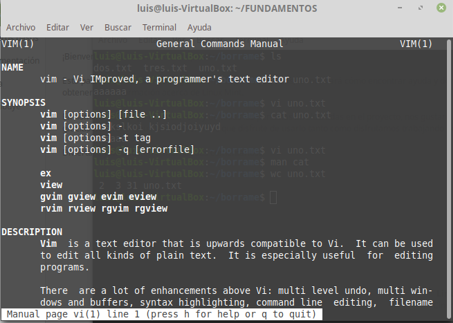 luis@luis-VirtualBox: ~/FUNDAMENTOS
Archivo Editar Ver Buscar Terminal Ayuda
VIM(1) General Commands Manual VIM(1)
NAME
vim - Vi IMproved, a programmer's text editor
SYNOPSIS
vim [options] [file ..]
vim [options] -
vim [options] -t tag
vim [options] -q [errorfile]
ex
view
gvim gview evim eview
rvim rview rgvim rgview
DESCRIPTION
Vim is a text editor that is upwards compatible to Vi. It can be used
to edit all kinds of plain text. It is especially useful for editing
programs.
There are a lot of enhancements above Vi: multi level undo, multi win-
dows and buffers, syntax highlighting, command line editing, filename
Manual page vi(1) line 1 (press h for help or q to quit)